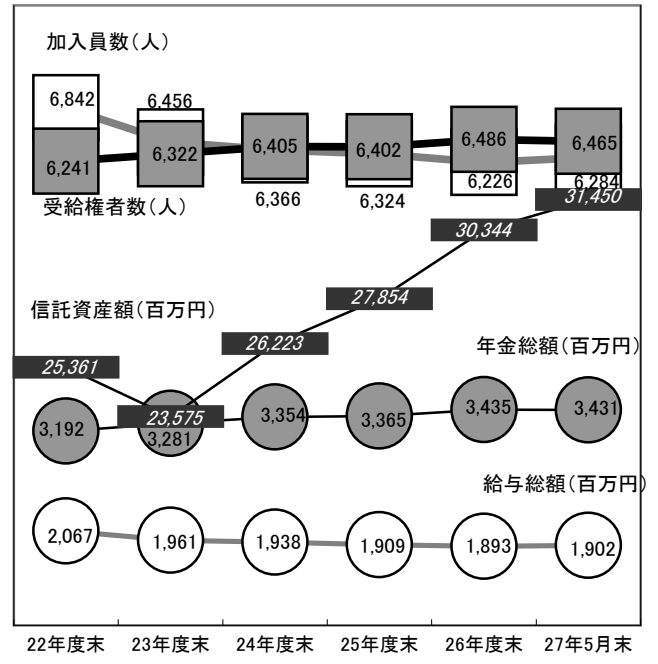 加入員数（人）
6,842 6,456
6,241 6,322 6,405 6,402 6,486 6,465
6,366 6,324 6,226 6,284
受給権者数（人）
31,450
30,344
27,854
信託資産額（百万円）
26,223
年金総額（百万円）
25,361
23,575
3,192 3,281 3,354 3,365 3,435 3,431
給与総額（百万円）
2,067 1,961 1,938 1,909 1,893 1,902
22年度末 23年度末 24年度末 25年度末 26年度末 27年5月末